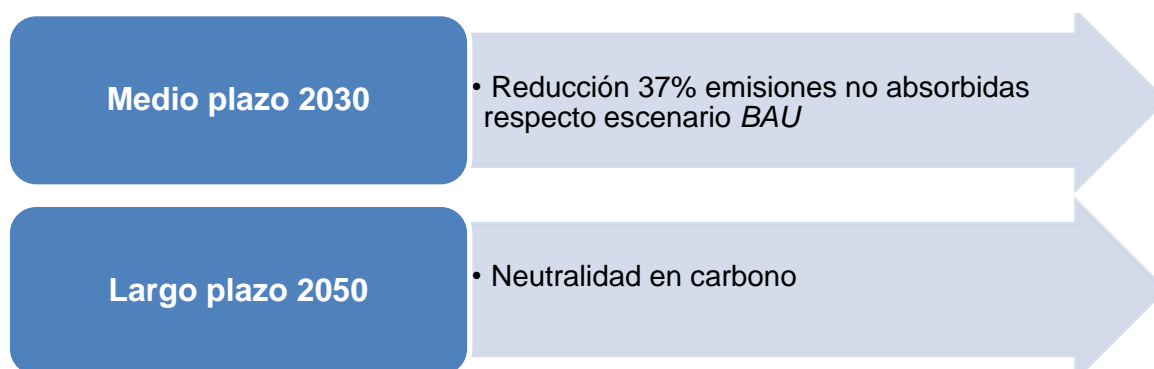 Medio plazo 2030
• Reducción 37% emisiones no absorbidas
respecto escenario BAU
Largo plazo 2050
• Neutralidad en carbono